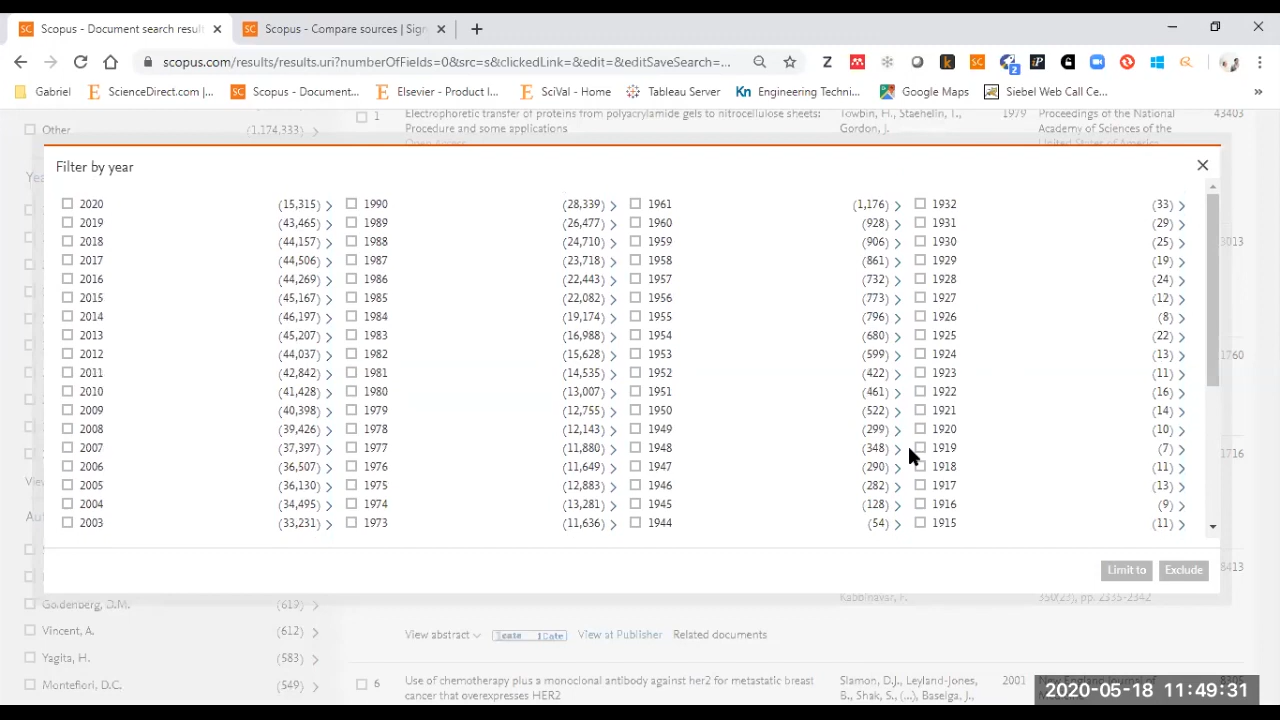 Scopus - Document search result
Scopus - Compare sources | Sign
scopus.com/results/results.uri?numberOfFields=0&src=s&clickedLink=&edit=&editSaveSearch=...
Gabriel
ScienceDirect.com |...
Scopus - Document...
Elsevier - Product I...
SciVal - Home
Tableau Server
Kn Engineering Techni...
Google Maps
Siebel Web Call Ce...
»
Other (1,174,333)
1 Electrophoretic transfer of proteins from polyacrylamide gels to nitrocellulose sheets: Towbin, H., Staehelin, T., 1979 Proceedings of the National 43403
Procedure and some applications Gordon, J. Academy of Sciences of the
Open Access United States of America
Filter by year
2020 (15,315) 1990 (28,339) 1961 (1,176) 1932 (33)
2019 (43,465) 1989 (26,477) 1960 (928) 1931 (29)
2018 (44,157) 1988 (24,710) 1959 (906) 1930 (25)
2017 (44,506) 1987 (23,718) 1958 (861) 1929 (19)
2016 (44,269) 1986 (22,443) 1957 (732) 1928 (24)
2015 (45,167) 1985 (22,082) 1956 (773) 1927 (12)
2014 (46,197) 1984 (19,174) 1955 (796) 1926 (8)
2013 (45,207) 1983 (16,988) 1954 (680) 1925 (22)
2012 (44,037) 1982 (15,628) 1953 (599) 1924 (13)
2011 (42,842) 1981 (14,535) 1952 (422) 1923 (11)
2010 (41,428) 1980 (13,007) 1951 (461) 1922 (16)
2009 (40,398) 1979 (12,755) 1950 (522) 1921 (14)
2008 (39,426) 1978 (12,143) 1949 (299) 1920 (10)
2007 (37,397) 1977 (11,880) 1948 (348) 1919 (7)
2006 (36,507) 1976 (11,649) 1947 (290) 1918 (11)
2005 (36,130) 1975 (12,883) 1946 (282) 1917 (13)
2004 (34,495) 1974 (13,281) 1945 (128) 1916 (9)
2003 (33,231) 1973 (11,636) 1944 (54) 1915 (11)
Limit to Exclude
Goldenberg, D.M. (619)
Kabbinavar, F. 350(23), pp. 2335-2342
Vincent, A. (612)
View abstract View at Publisher Related documents
Yagita, H. (583)
Montefiori, D.C. (549)
6 Use of chemotherapy plus a monoclonal antibody against her2 for metastatic breast Slamon, D.J., Leyland-Jones, 2001
cancer that overexpresses HER2 B., Shak, S., (...), Baselga, J.,
2020-05-18 11:49:31